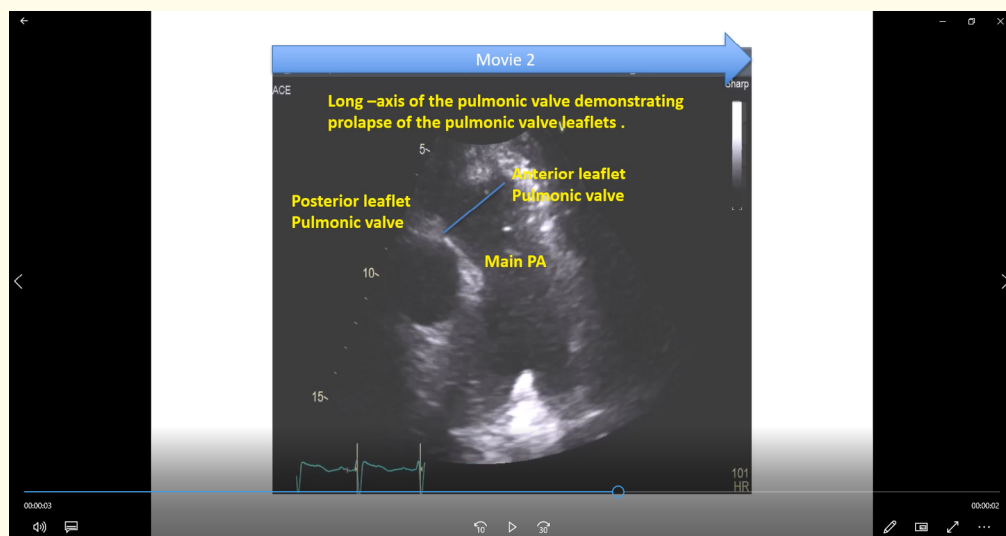 Movie 2
ACE
Sharp
Long –axis of the pulmonic valve demonstrating
prolapse of the pulmonic valve leaflets .
5
Anterior leaflet
Pulmonic valve
Posterior leaflet
Pulmonic valve
Main PA
10
15
101
HR
00:00:03
00:00:02
10
30